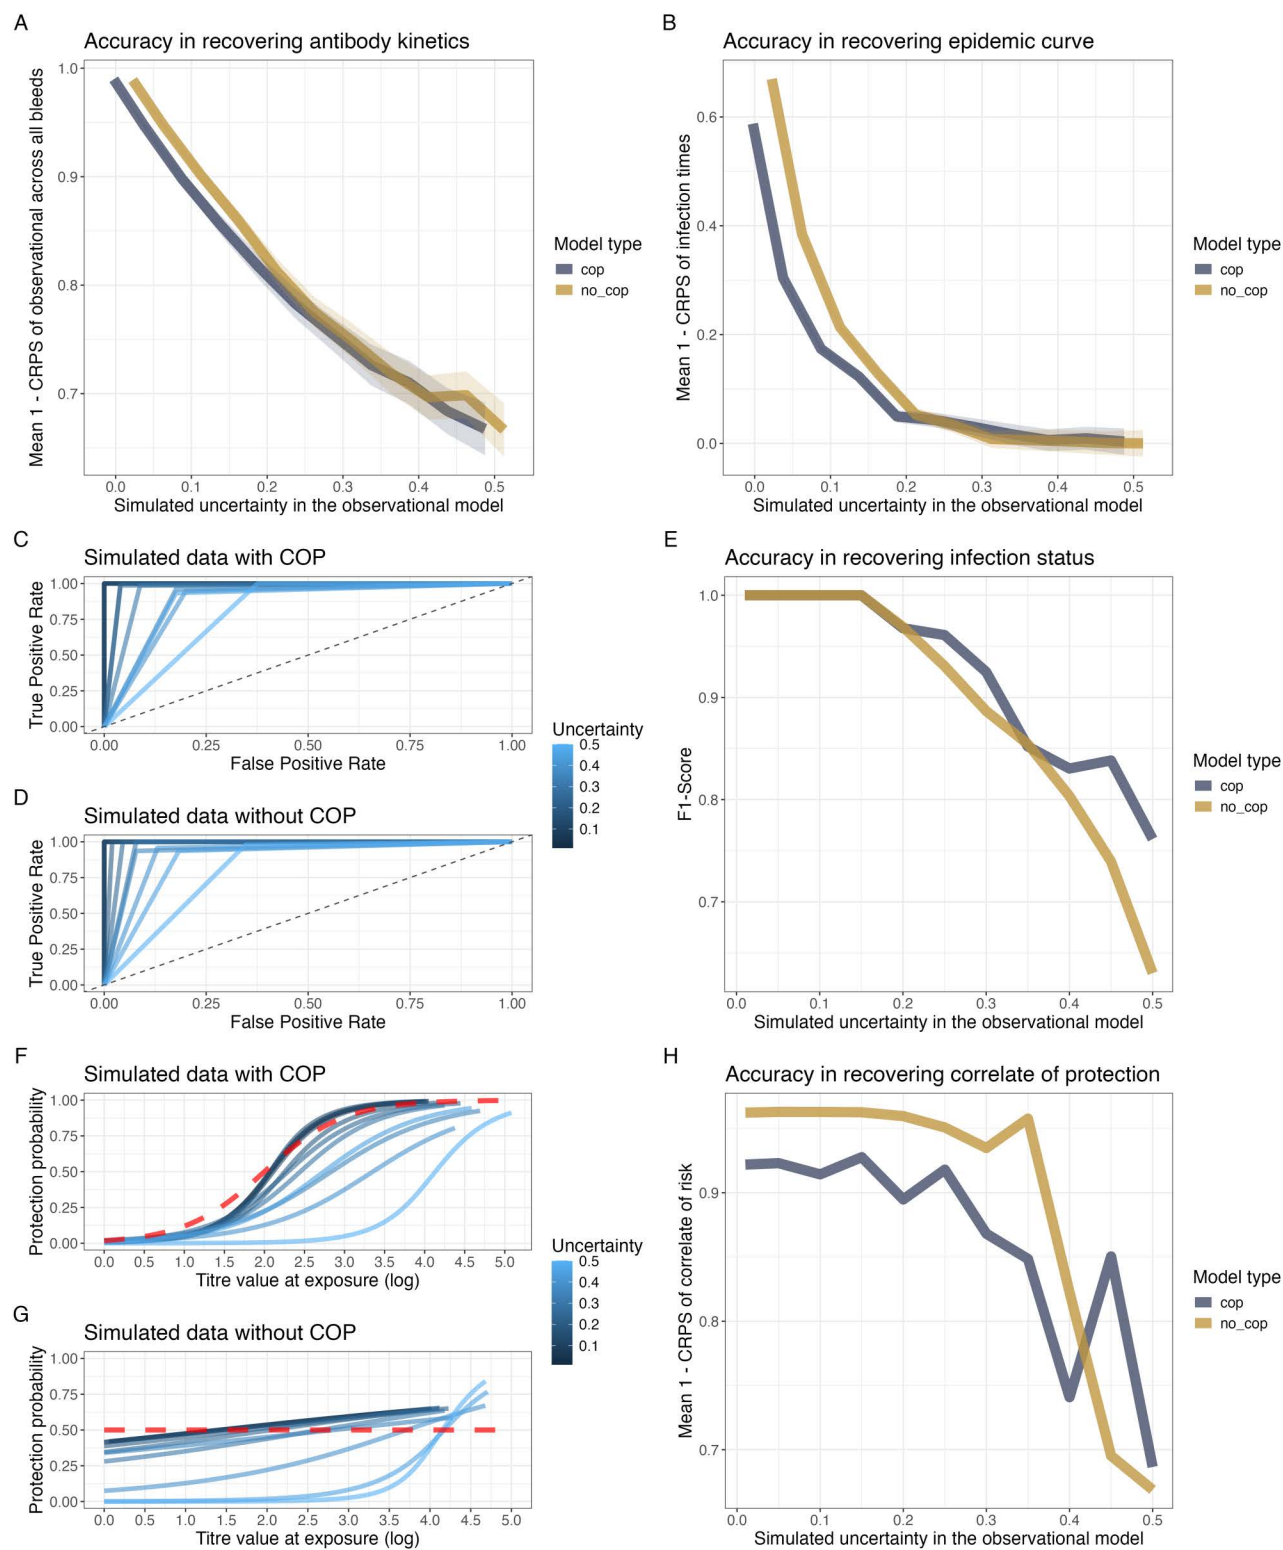 A
Accuracy in recovering antibody kinetics
Mean 1 - CRPS of observational across all bleeds
1.0
0.9
0.8
0.7
0.0 0.1 0.2 0.3 0.4 0.5
Simulated uncertainty in the observational model
Model type
cop
no_cop
B
Accuracy in recovering epidemic curve
Mean 1 - CRPS of infection times
0.6
0.4
0.2
0.0
0.0 0.1 0.2 0.3 0.4 0.5
Simulated uncertainty in the observational model
Model type
cop
no_cop
C
Simulated data with COP
True Positive Rate
1.00
0.75
0.50
0.25
0.00
0.00 0.25 0.50 0.75 1.00
False Positive Rate
D
Simulated data without COP
True Positive Rate
1.00
0.75
0.50
0.25
0.00
0.00 0.25 0.50 0.75 1.00
False Positive Rate
Uncertainty
0.5
0.4
0.3
0.2
0.1
E
Accuracy in recovering infection status
F1-Score
1.0
0.9
0.8
0.7
0.0 0.1 0.2 0.3 0.4 0.5
Simulated uncertainty in the observational model
Model type
cop
no_cop
F
Simulated data with COP
Protection probability
1.00
0.75
0.50
0.25
0.00
0.0 0.5 1.0 1.5 2.0 2.5 3.0 3.5 4.0 4.5 5.0
Titre value at exposure (log)
G
Simulated data without COP
Protection probability
1.00
0.75
0.50
0.25
0.00
0.0 0.5 1.0 1.5 2.0 2.5 3.0 3.5 4.0 4.5 5.0
Titre value at exposure (log)
Uncertainty
0.5
0.4
0.3
0.2
0.1
H
Accuracy in recovering correlate of protection
Mean 1 - CRPS of correlate of risk
0.9
0.8
0.7
0.0 0.1 0.2 0.3 0.4 0.5
Simulated uncertainty in the observational model
Model type
cop
no_cop